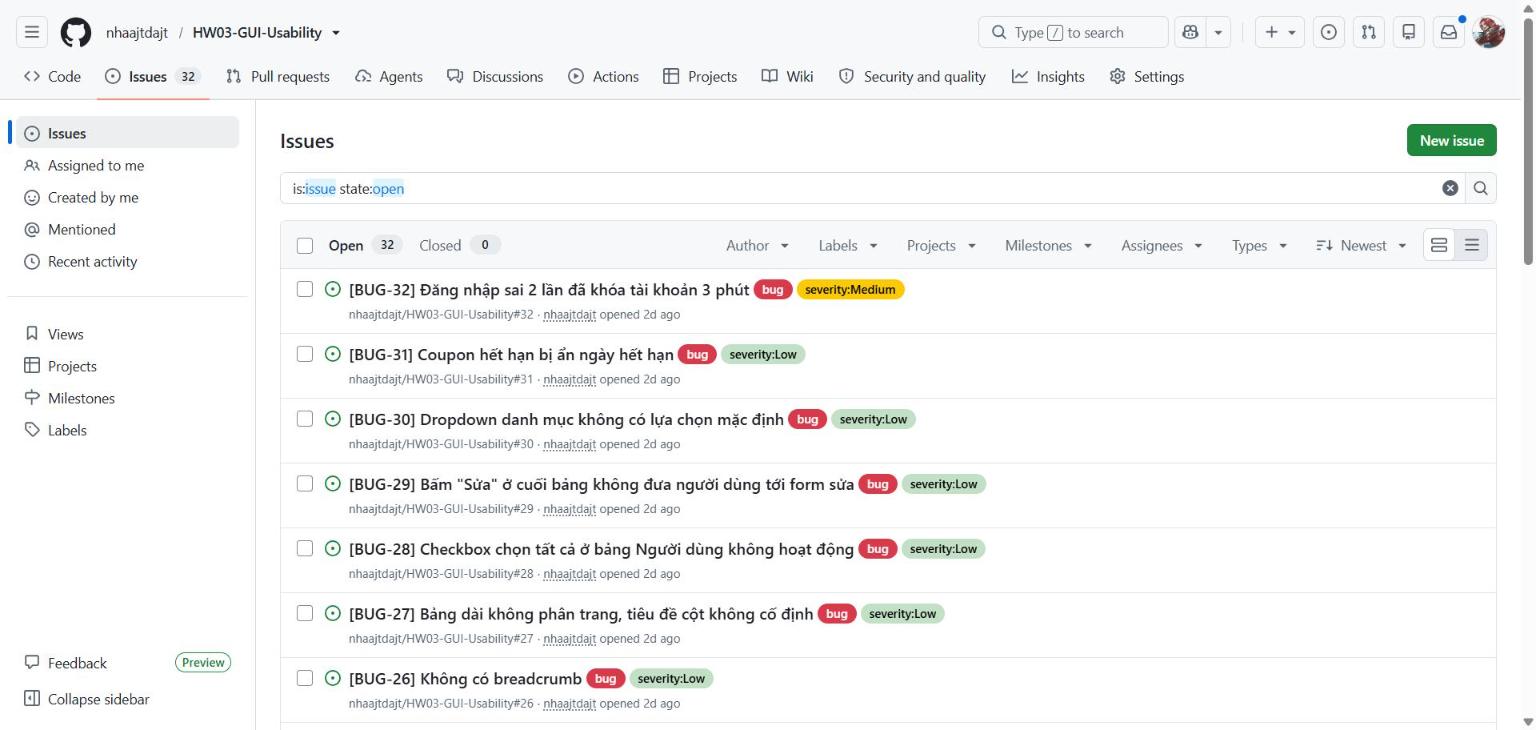 nhaajtdajt / HW03-GUI-Usability
Type / to search
Code
Issues 32
Pull requests
Agents
Discussions
Actions
Projects
Wiki
Security and quality
Insights
Settings
Issues
Assigned to me
Created by me
Mentioned
Recent activity
Views
Projects
Milestones
Labels
Feedback Preview
Collapse sidebar
Issues
New issue
is:issue state:open
Open 32 Closed 0 Author Labels Projects Milestones Assignees Types Newest
[BUG-32] Đăng nhập sai 2 lần đã khóa tài khoản 3 phút bug severity:Medium
nhaajtdajt/HW03-GUI-Usability#32 · nhaajtdajt opened 2d ago
[BUG-31] Coupon hết hạn bị ẩn ngày hết hạn bug severity:Low
nhaajtdajt/HW03-GUI-Usability#31 · nhaajtdajt opened 2d ago
[BUG-30] Dropdown danh mục không có lựa chọn mặc định bug severity:Low
nhaajtdajt/HW03-GUI-Usability#30 · nhaajtdajt opened 2d ago
[BUG-29] Bấm "Sửa" ở cuối bảng không đưa người dùng tới form sửa bug severity:Low
nhaajtdajt/HW03-GUI-Usability#29 · nhaajtdajt opened 2d ago
[BUG-28] Checkbox chọn tất cả ở bảng Người dùng không hoạt động bug severity:Low
nhaajtdajt/HW03-GUI-Usability#28 · nhaajtdajt opened 2d ago
[BUG-27] Bảng dài không phân trang, tiêu đề cột không cố định bug severity:Low
nhaajtdajt/HW03-GUI-Usability#27 · nhaajtdajt opened 2d ago
[BUG-26] Không có breadcrumb bug severity:Low
nhaajtdajt/HW03-GUI-Usability#26 · nhaajtdajt opened 2d ago